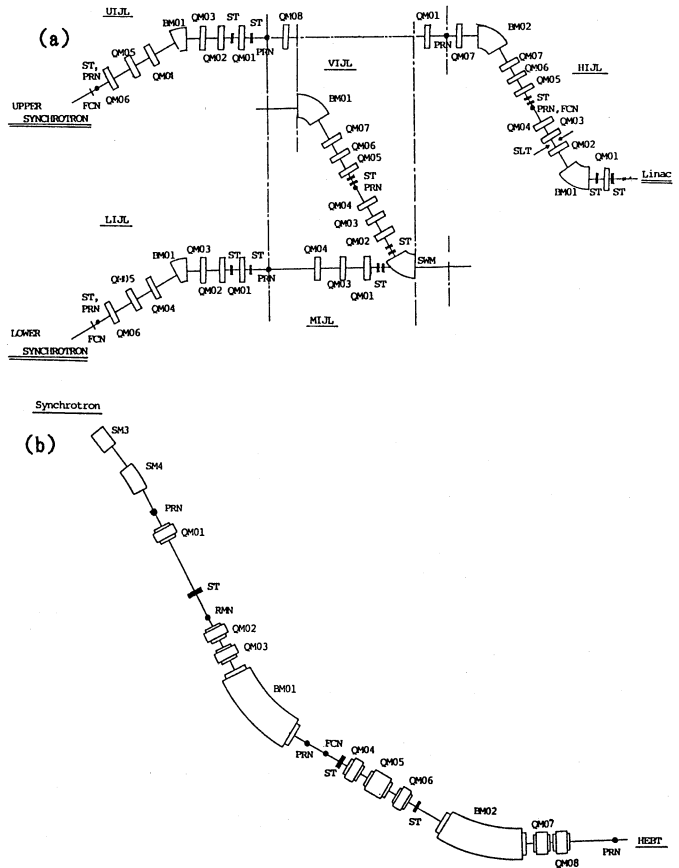 (a)
UIJL
BM01
QM03
ST
ST
QM08
QM02
QM01
PRN
QM05
QM01
ST,
PRN
FCN
QM06
UPPER
SYNCHROTRON
QM01
PRN
QM07
BM02
HIJL
QM07
QM06
QM05
ST
PRN,FCN
QM04
QM03
QM02
SLT
QM01
BM01
ST
ST
Linac
VIJL
BM01
QM07
QM06
QM05
ST
PRN
QM04
QM03
QM02
ST
SWM
LIJL
BM01
QM03
ST
ST
QM02
QM01
PRN
QM05
QM04
ST,
PRN
FCN
QM06
LOWER
SYNCHROTRON
QM04
QM03
QM01
ST
MIJL
Synchrotron
(b)
SM3
SM4
PRN
QM01
ST
RMN
QM02
QM03
BM01
PRN
FCN
ST
QM04
QM05
QM06
ST
BM02
QM07
QM08
PRN
HEBT